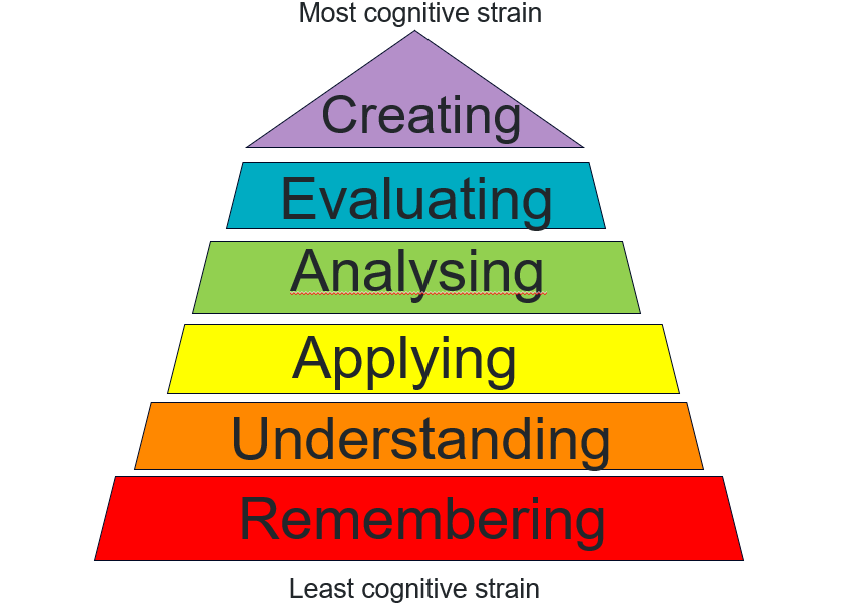 Most cognitive strain
Creating
Evaluating
Analysing
Applying
Understanding
Remembering
Least cognitive strain